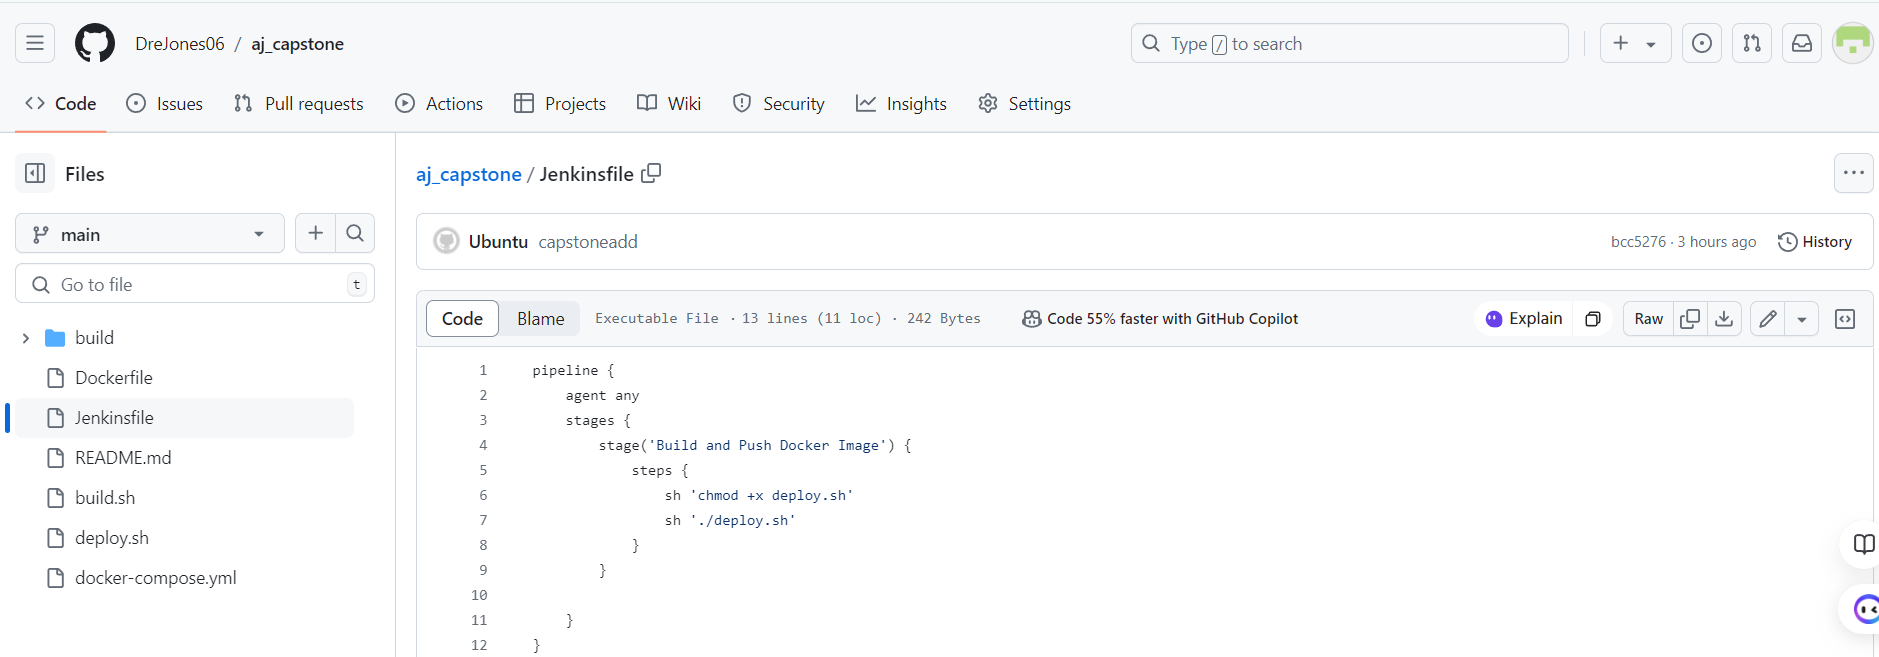 DreJones06 / aj_capstone
Type / to search
Code
Issues
Pull requests
Actions
Projects
Wiki
Security
Insights
Settings
Files
main
Go to file
t
build
Dockerfile
Jenkinsfile
README.md
build.sh
deploy.sh
docker-compose.yml
aj_capstone / Jenkinsfile
Ubuntu capstoneadd
bcc5276 · 3 hours ago
History
Code
Blame
Executable File · 13 lines (11 loc) · 242 Bytes
Code 55% faster with GitHub Copilot
Explain
Raw
1 pipeline {
2 agent any
3 stages {
4 stage('Build and Push Docker Image') {
5 steps {
6 sh 'chmod +x deploy.sh'
7 sh './deploy.sh'
8 }
9 }
10
11 }
12 }